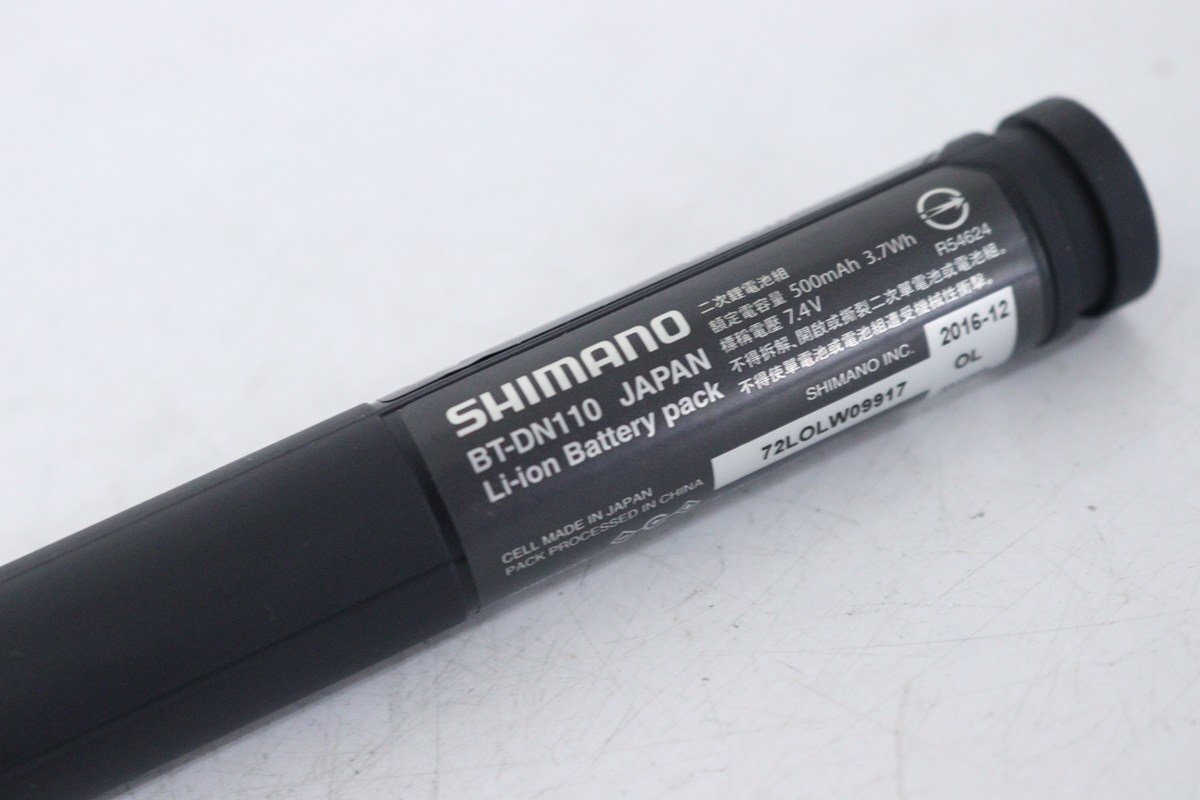 SHIMANO
BT-DN110 JAPAN
Li-ion Battery pack
CELL MADE IN JAPAN
PACK PROCESSED IN CHINA
二次鋰電池組
額定電容量 500mAh 3.7Wh
標稱電壓 7.4V
不得拆解、開啟或撕裂二次單電池或電池組。
不得使單電池或電池組遭受機械性衝擊。
SHIMANO INC.
R54624
72LOLW09917
2016-12
OL